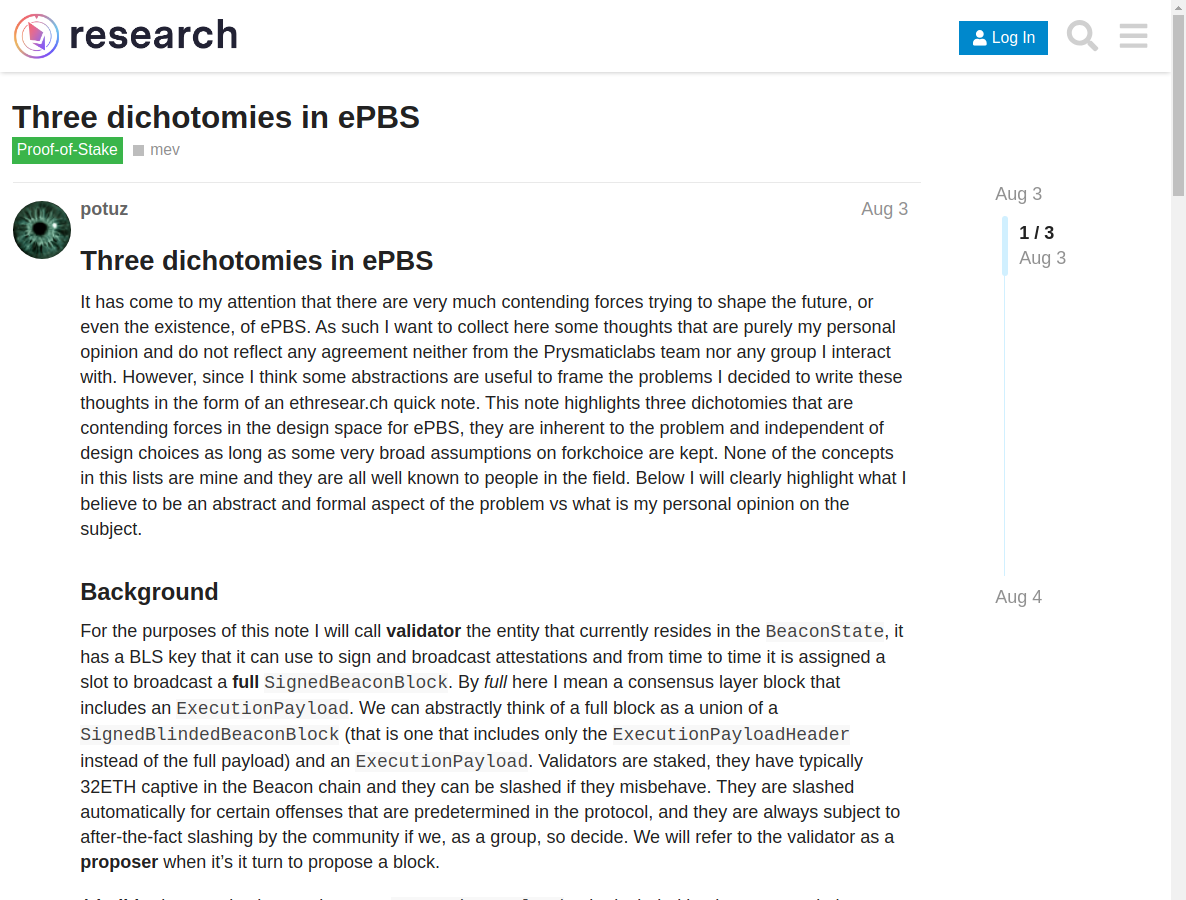 research
Log In
Three dichotomies in ePBS
Proof-of-Stake mev
potuz
Aug 3
Three dichotomies in ePBS
It has come to my attention that there are very much contending forces trying to shape the future, or
even the existence, of ePBS. As such I want to collect here some thoughts that are purely my personal
opinion and do not reflect any agreement neither from the Prysmaticlabs team nor any group I interact
with. However, since I think some abstractions are useful to frame the problems I decided to write these
thoughts in the form of an ethresear.ch quick note. This note highlights three dichotomies that are
contending forces in the design space for ePBS, they are inherent to the problem and independent of
design choices as long as some very broad assumptions on forkchoice are kept. None of the concepts
in this lists are mine and they are all well known to people in the field. Below I will clearly highlight what I
believe to be an abstract and formal aspect of the problem vs what is my personal opinion on the
subject.
Background
For the purposes of this note I will call validator the entity that currently resides in the BeaconState, it
has a BLS key that it can use to sign and broadcast attestations and from time to time it is assigned a
slot to broadcast a full SignedBeaconBlock. By full here I mean a consensus layer block that
includes an ExecutionPayload. We can abstractly think of a full block as a union of a
SignedBlindedBeaconBlock (that is one that includes only the ExecutionPayloadHeader
instead of the full payload) and an ExecutionPayload. Validators are staked, they have typically
32ETH captive in the Beacon chain and they can be slashed if they misbehave. They are slashed
automatically for certain offenses that are predetermined in the protocol, and they are always subject to
after-the-fact slashing by the community if we, as a group, so decide. We will refer to the validator as a
proposer when it's it turn to propose a block.
Aug 3
1 / 3
Aug 3
Aug 4